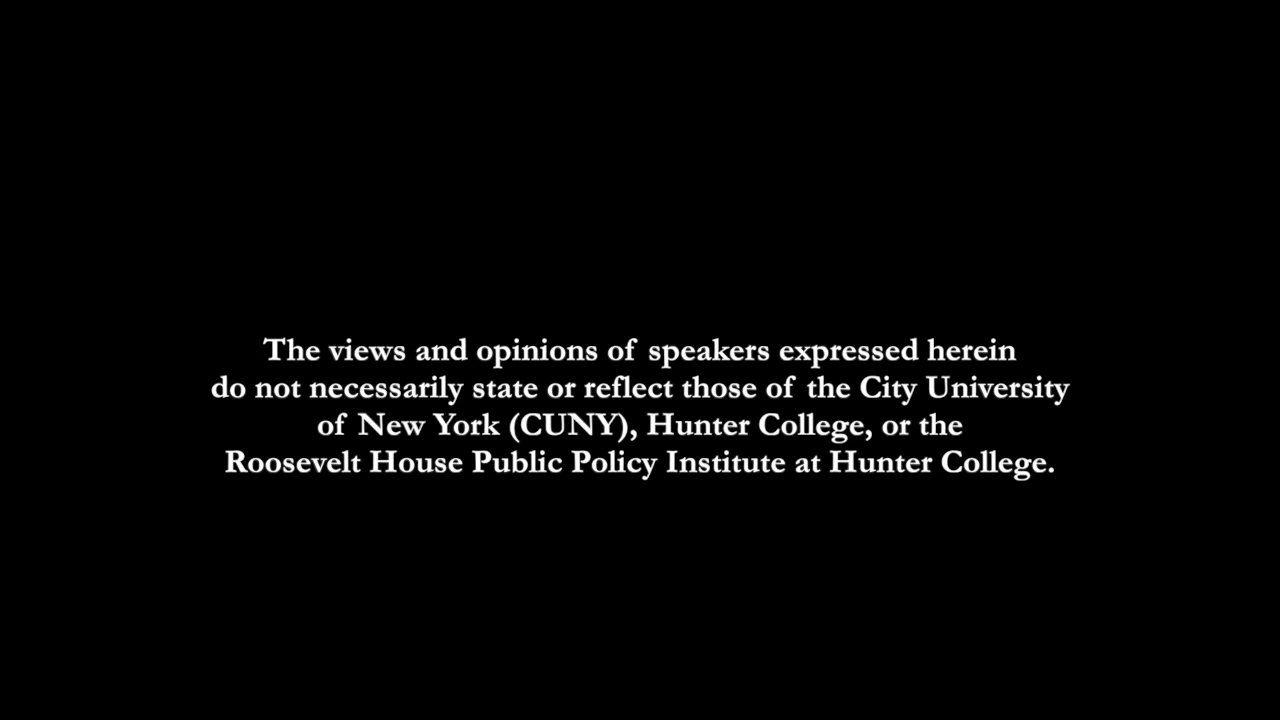 The views and opinions of speakers expressed herein
do not necessarily state or reflect those of the City University
of New York (CUNY), Hunter College, or the
Roosevelt House Public Policy Institute at Hunter College.